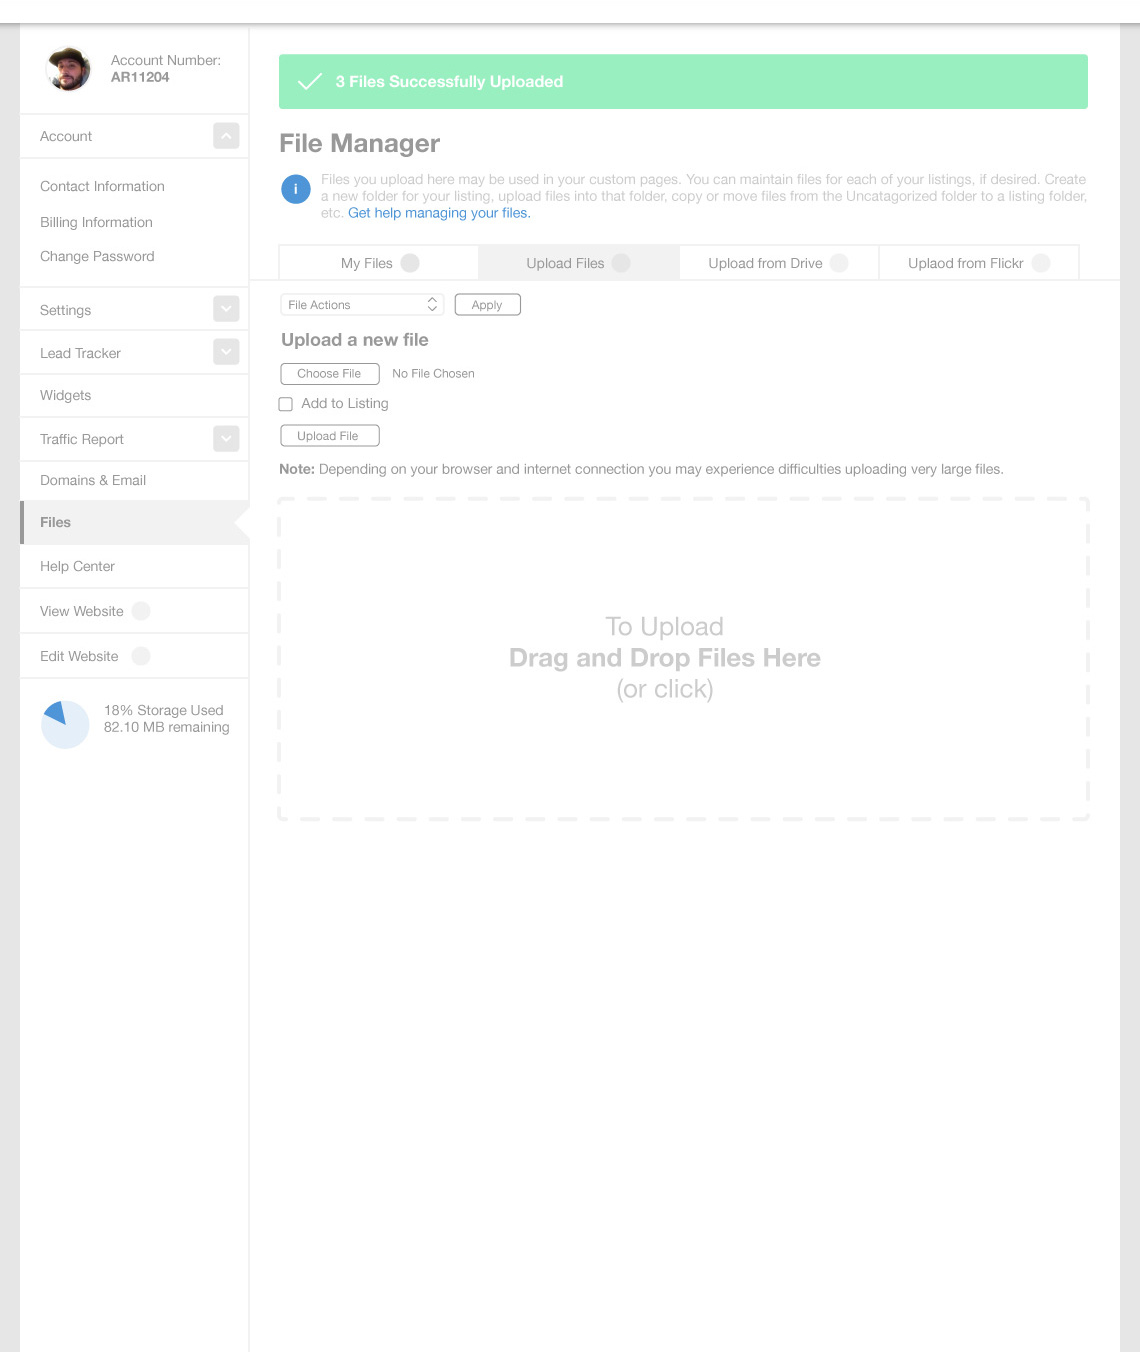 Account Number:
AR11204
Account
Contact Information
Billing Information
Change Password
Settings
Lead Tracker
Widgets
Traffic Report
Domains & Email
Files
Help Center
View Website
Edit Website
18% Storage Used
82.10 MB remaining
3 Files Successfully Uploaded
File Manager
i
Files you upload here may be used in your custom pages. You can maintain files for each of your listings, if desired. Create
a new folder for your listing, upload files into that folder, copy or move files from the Uncatagorized folder to a listing folder,
etc. Get help managing your files.
My Files
Upload Files
Upload from Drive
Uplaod from Flickr
File Actions
Apply
Upload a new file
Choose File
No File Chosen
Add to Listing
Upload File
Note: Depending on your browser and internet connection you may experience difficulties uploading very large files.
To Upload
Drag and Drop Files Here
(or click)